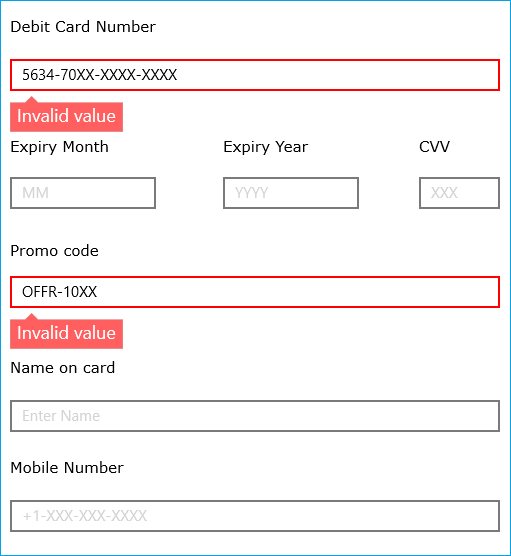 Debit Card Number
5634-70XX-XXXX-XXXX
Invalid value
Expiry Month Expiry Year CVV
MM YYYY XXX
Promo code
OFFR-10XX
Invalid value
Name on card
Enter Name
Mobile Number
+1-XXX-XXX-XXXX